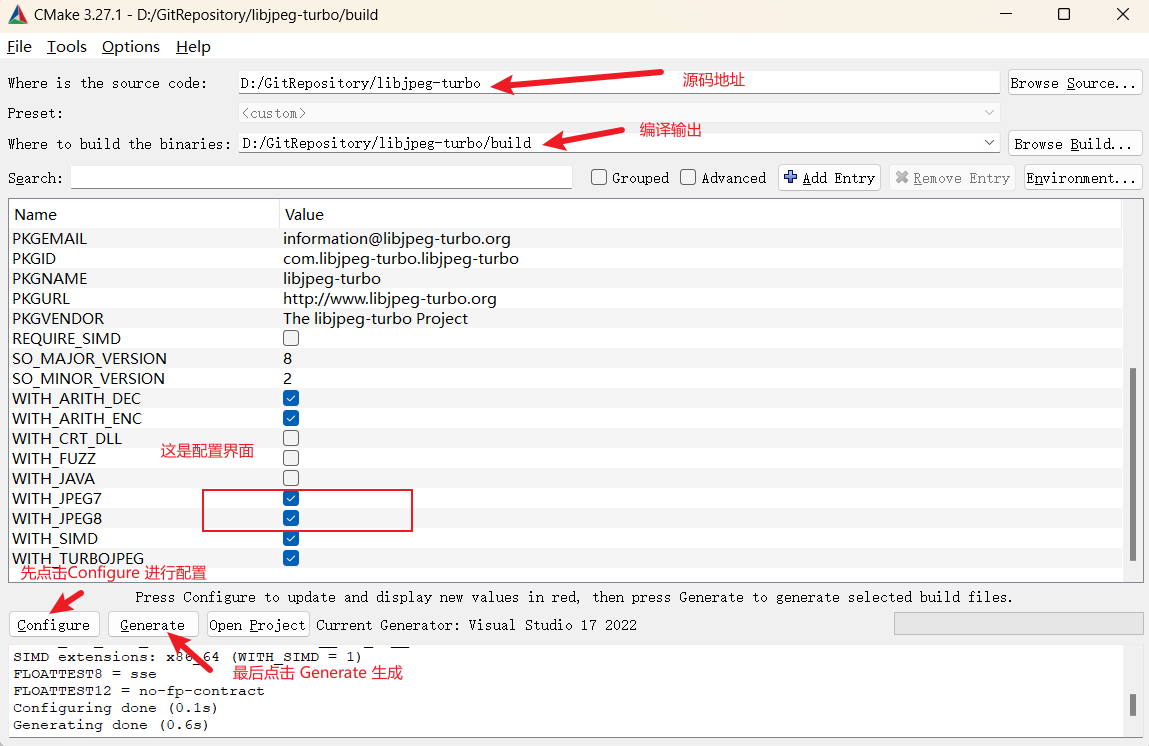 CMake 3.27.1 - D:/GitRepository/libjpeg-turbo/build
File Tools Options Help
Where is the source code: D:/GitRepository/libjpeg-turbo 源码地址 Browse Source...
Preset: <custom>
编译输出
Where to build the binaries: D:/GitRepository/libjpeg-turbo/build Browse Build...
Search: Grouped Advanced Add Entry Remove Entry Environment...
Name Value
PKGEMAIL information@libjpeg-turbo.org
PKGID com.libjpeg-turbo.libjpeg-turbo
PKGNAME libjpeg-turbo
PKGURL http://www.libjpeg-turbo.org
PKGVENDOR The libjpeg-turbo Project
REQUIRE_SIMD
SO_MAJOR_VERSION 8
SO_MINOR_VERSION 2
WITH_ARITH_DEC
WITH_ARITH_ENC
WITH_CRT_DLL
这是配置界面
WITH_FUZZ
WITH_JAVA
WITH_JPEG7
WITH_JPEG8
WITH_SIMD
WITH_TURBOJPEG
先点击Configure 进行配置
Press Configure to update and display new values in red, then press Generate to generate selected build files.
Configure Generate Open Project Current Generator: Visual Studio 17 2022
SIMD extensions: x86_64 (WITH_SIMD = 1)
最后点击 Generate 生成
FLOATTEST8 = sse
FLOATTEST12 = no-fp-contract
Configuring done (0.1s)
Generating done (0.6s)